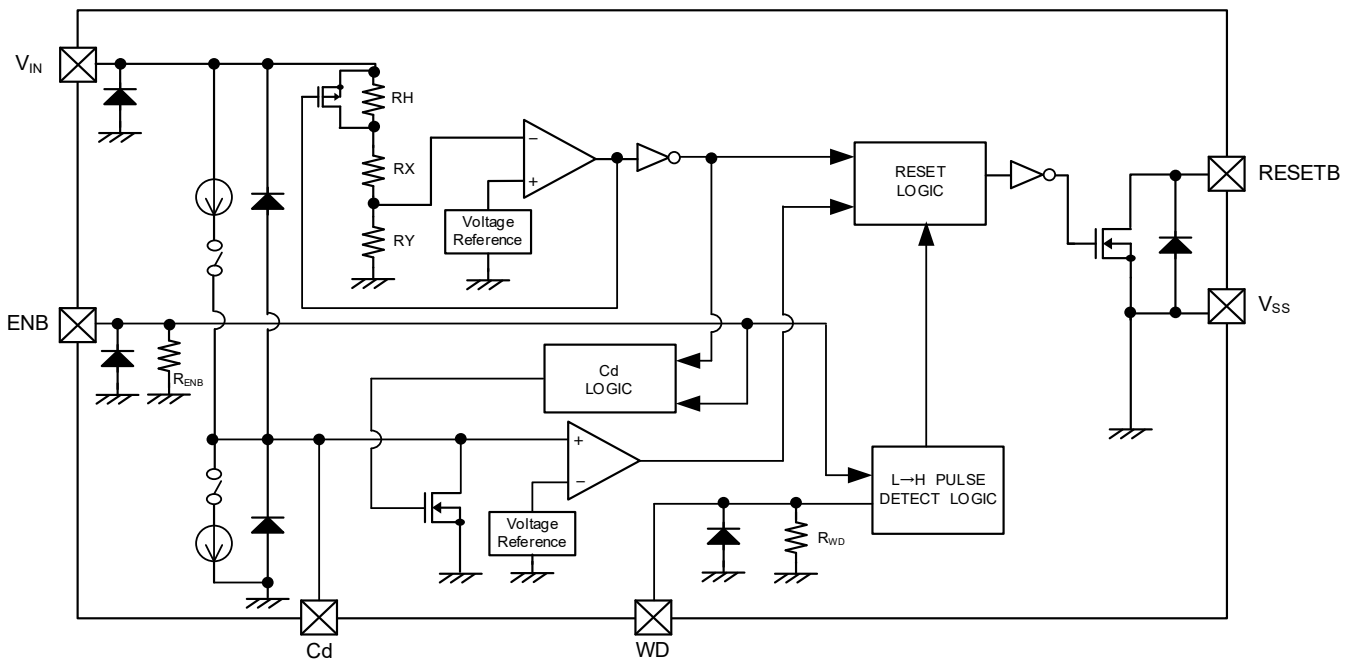 VIN
RH
RX
RY
−
+
Voltage
Reference
RESET
LOGIC
RESETB
VSS
ENB
RENB
Cd
LOGIC
+
−
Voltage
Reference
L→H PULSE
DETECT LOGIC
RWD
Cd
WD